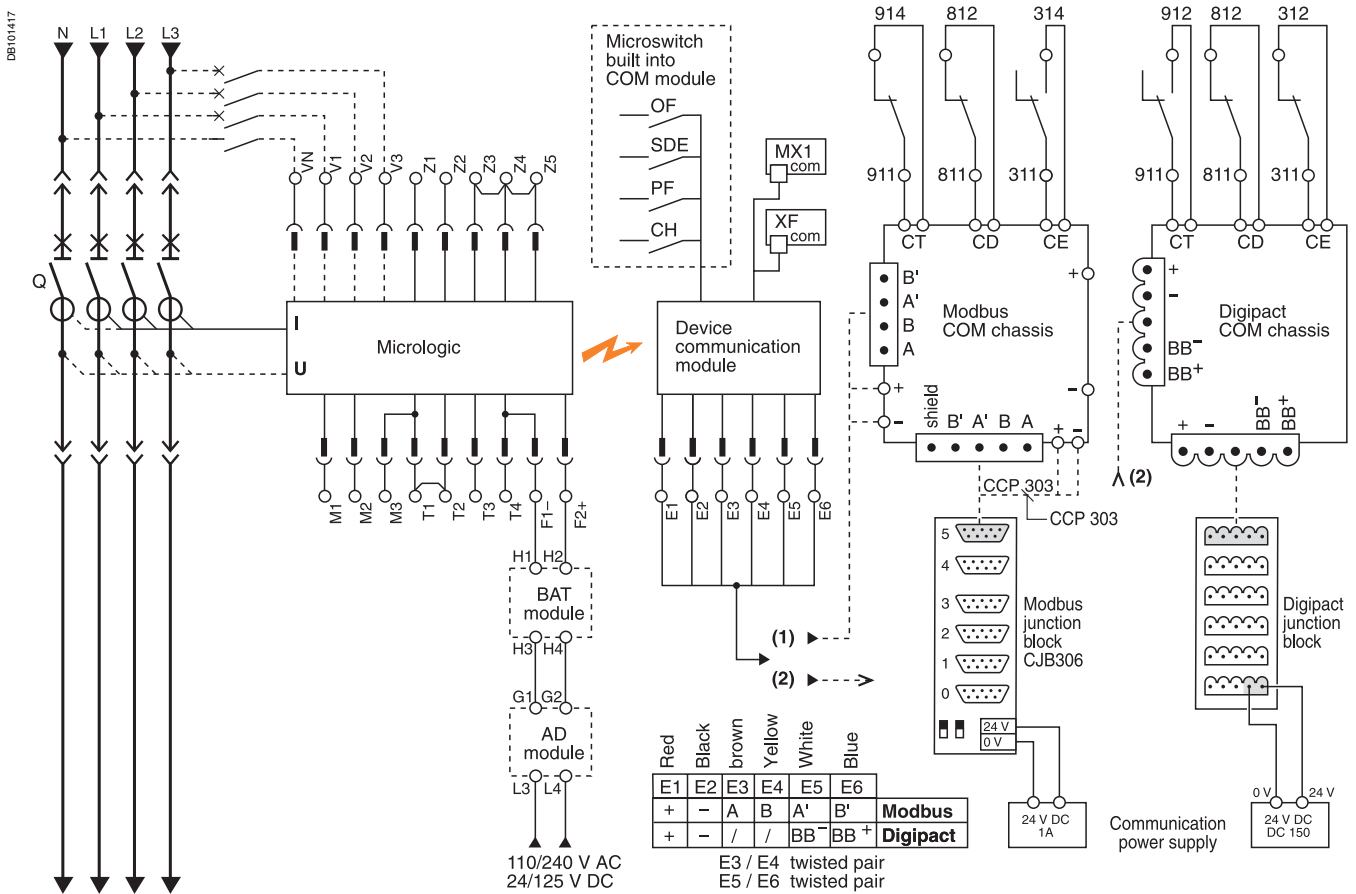 DB101417
N L1 L2 L3
Q
VN V1 V2 V3 Z1 Z2 Z3 Z4 Z5
I
U
Micrologic
M1 M2 M3 T1 T2 T3 T4 F1– F2+
H1 H2
BAT
module
H3 H4
G1 G2
AD
module
L3 L4
110/240 V AC
24/125 V DC
Microswitch
built into
COM module
OF
SDE
PF
CH
MX1
com
XF
com
Device
communication
module
E1 E2 E3 E4 E5 E6
(1)
(2)
914 812 314
911 811 311
CT CD CE
B'
A'
B
A
+
–
+
–
Modbus
COM chassis
shield B' A' B A + –
CCP 303
CCP 303
5
4
3
2
1
0
Modbus
junction
block
CJB306
24 V
0 V
24 V DC
1A
912 812 312
911 811 311
CT CD CE
+
–
BB–
BB+
Digipact
COM chassis
+ – BB– BB+
(2)
Digipact
junction
block
0 V 24 V
24 V DC
DC 150
Communication
power supply
Red Black brown Yellow White Blue
E1 E2 E3 E4 E5 E6
+ – A B A' B' Modbus
+ – / / BB– BB+ Digipact
E3 / E4 twisted pair
E5 / E6 twisted pair